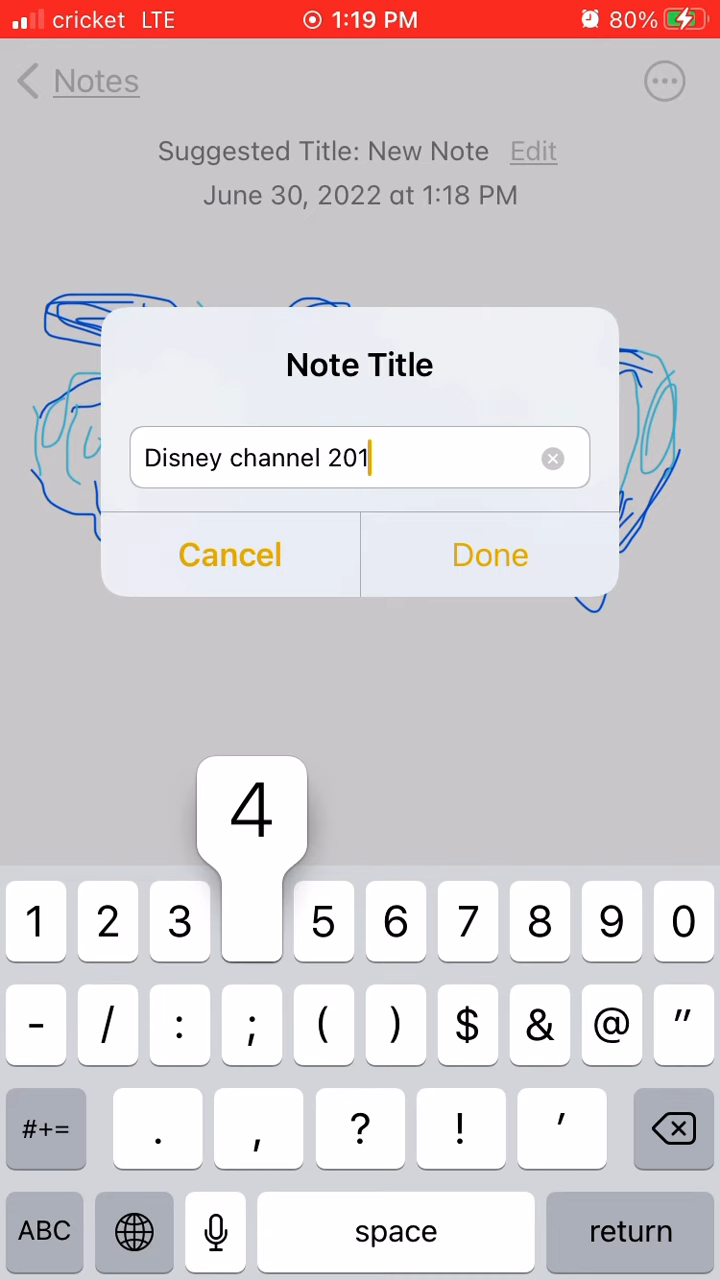 cricket LTE 1:19 PM 80%
Notes
Suggested Title: New Note Edit
June 30, 2022 at 1:18 PM
Note Title
Disney channel 201
Cancel Done
4
1 2 3 5 6 7 8 9 0
- / : ; ( ) $ & @ "
#+= . , ? ! '
ABC space return